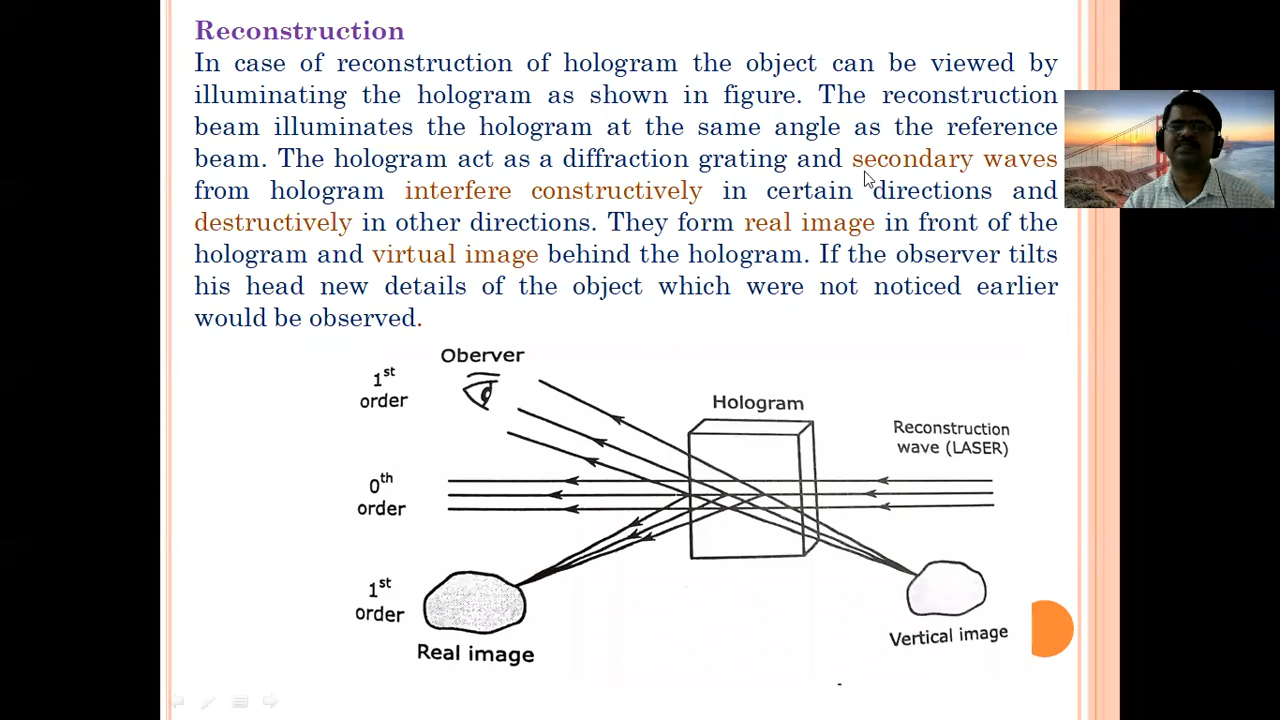 Reconstruction
In case of reconstruction of hologram the object can be viewed by
illuminating the hologram as shown in figure. The reconstruction
beam illuminates the hologram at the same angle as the reference
beam. The hologram act as a diffraction grating and secondary waves
from hologram interfere constructively in certain directions and
destructively in other directions. They form real image in front of the
hologram and virtual image behind the hologram. If the observer tilts
his head new details of the object which were not noticed earlier
would be observed.
Oberver
1st
order
Hologram
Reconstruction
wave (LASER)
0th
order
1st
order
Real image
Vertical image